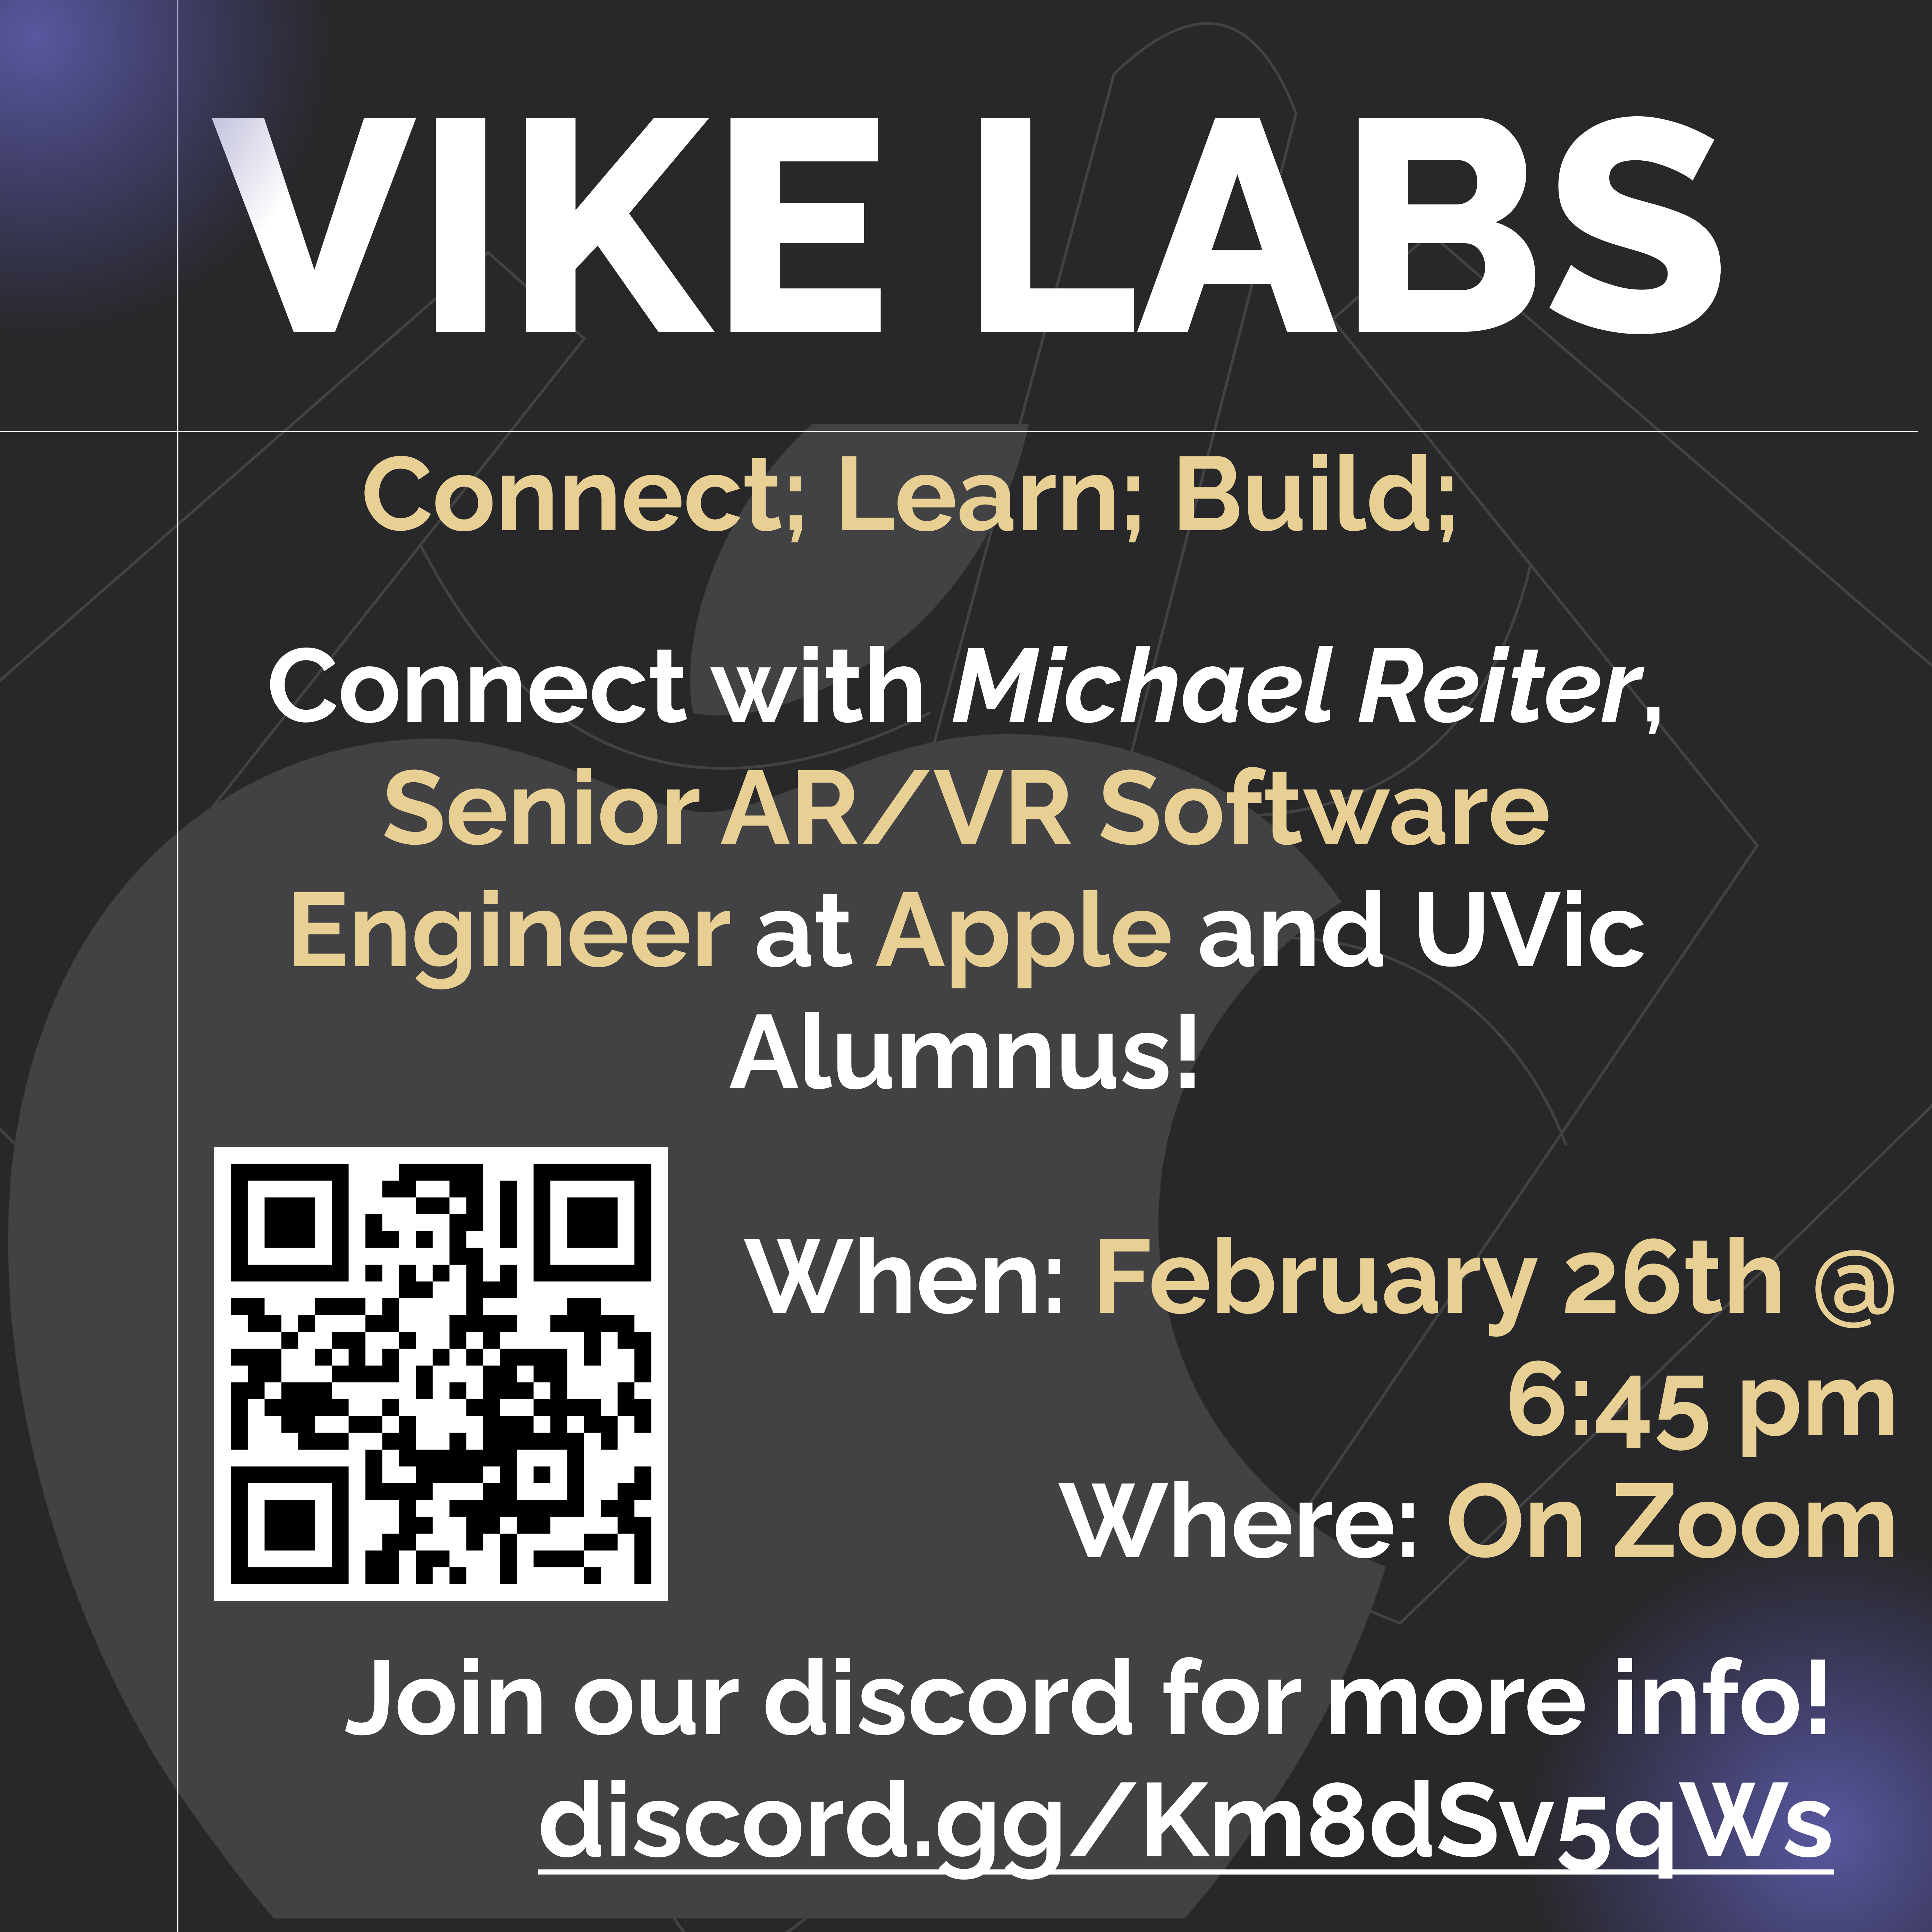 VIKE LABS
Connect; Learn; Build;
Connect with Michael Reiter,
Senior AR/VR Software
Engineer at Apple and UVic
Alumnus!
When: February 26th @
6:45 pm
Where: On Zoom
Join our discord for more info!
discord.gg/Km8dSv5qWs